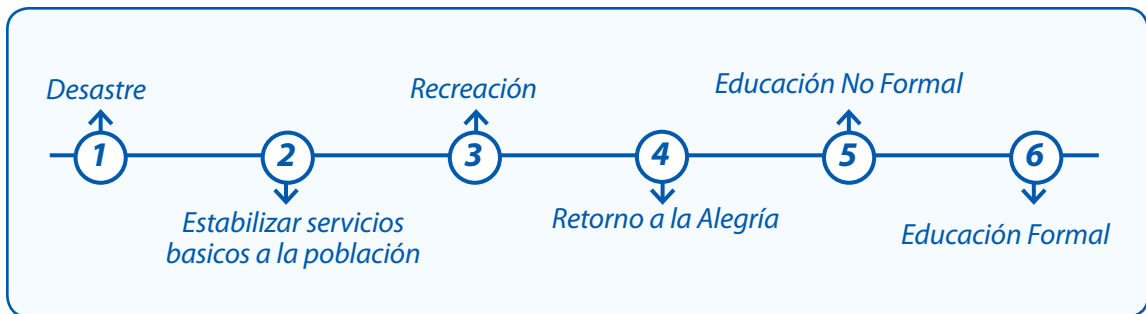 Desastre
Recreación
Educación No Formal
1
2
3
4
5
6
Estabilizar servicios
basicos a la población
Retorno a la Alegría
Educación Formal